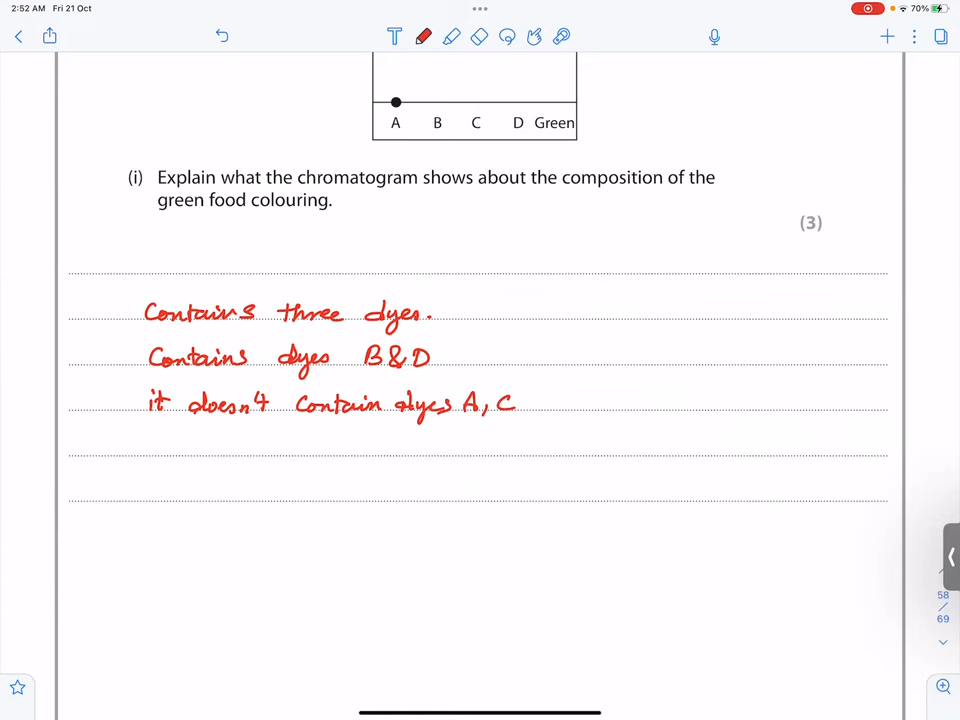 2:52 AM Fri 21 Oct
70%
A B C D Green
(i) Explain what the chromatogram shows about the composition of the
green food colouring.
(3)
Contains three dyes.
Contains dyes B & D
it doesn't contain dyes A, C
58
/
69